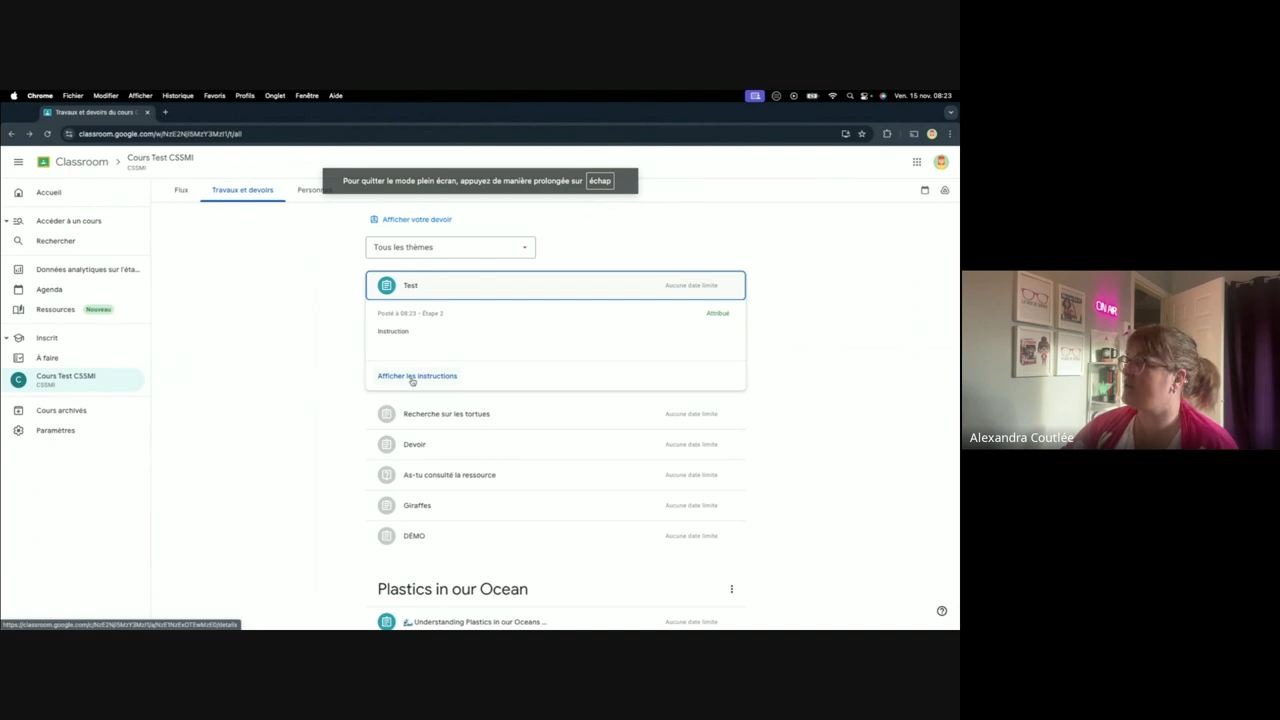 Chrome Fichier Modifier Afficher Historique Favoris Profils Onglet Fenêtre Aide Ven. 15 nov. 08:23
Travaux et devoirs du cours
classroom.google.com/w/NzE2NjI5MzY3MzI1/t/all
Classroom
Cours Test CSSMI
CSSMI
Pour quitter le mode plein écran, appuyez de manière prolongée sur échap
Accueil
Flux Travaux et devoirs
Accéder à un cours
Afficher votre devoir
Rechercher
Tous les thèmes
Données analytiques sur l'éta...
Test Aucune date limite
Agenda
Ressources Nouveau
Posté à 08:23 – Étape 2 Attribué
Instruction
Inscrit
À faire
C Cours Test CSSMI
CSSMI
Afficher les instructions
Cours archivés
Recherche sur les tortues Aucune date limite
Paramètres
Devoir Aucune date limite
As-tu consulté la ressource Aucune date limite
Giraffes Aucune date limite
DÉMO Aucune date limite
Plastics in our Ocean
Understanding Plastics in our Oceans ... Aucune date limite
ON AIR
Alexandra Coutlée